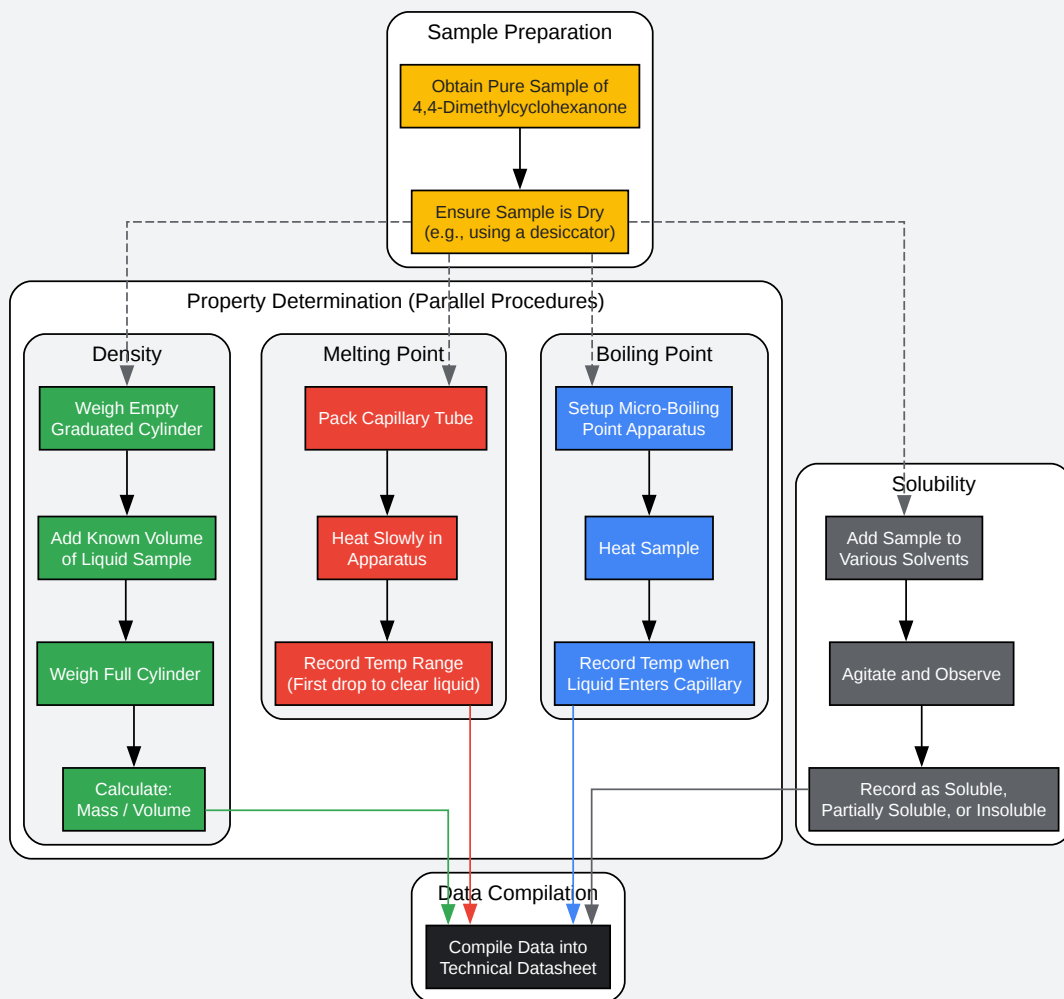 Sample Preparation
Obtain Pure Sample of
4,4-Dimethylcyclohexanone
Ensure Sample is Dry
(e.g., using a desiccator)
Property Determination (Parallel Procedures)
Density
Weigh Empty
Graduated Cylinder
Add Known Volume
of Liquid Sample
Weigh Full Cylinder
Calculate:
Mass / Volume
Melting Point
Pack Capillary Tube
Heat Slowly in
Apparatus
Record Temp Range
(First drop to clear liquid)
Boiling Point
Setup Micro-Boiling
Point Apparatus
Heat Sample
Record Temp when
Liquid Enters Capillary
Solubility
Add Sample to
Various Solvents
Agitate and Observe
Record as Soluble,
Partially Soluble, or Insoluble
Data Compilation
Compile Data into
Technical Datasheet